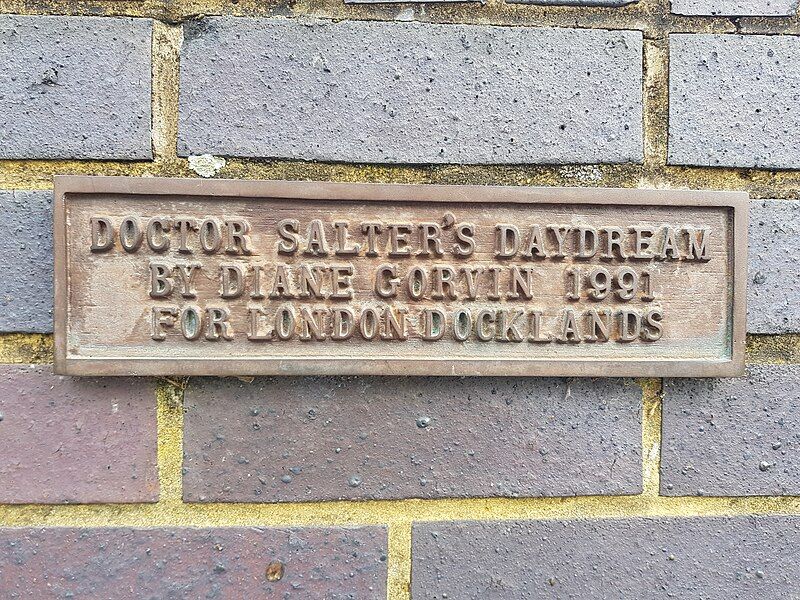 DOCTOR SALTER'S DAYDREAM
BY DIANE GORVIN 1991
FOR LONDON DOCKLANDS